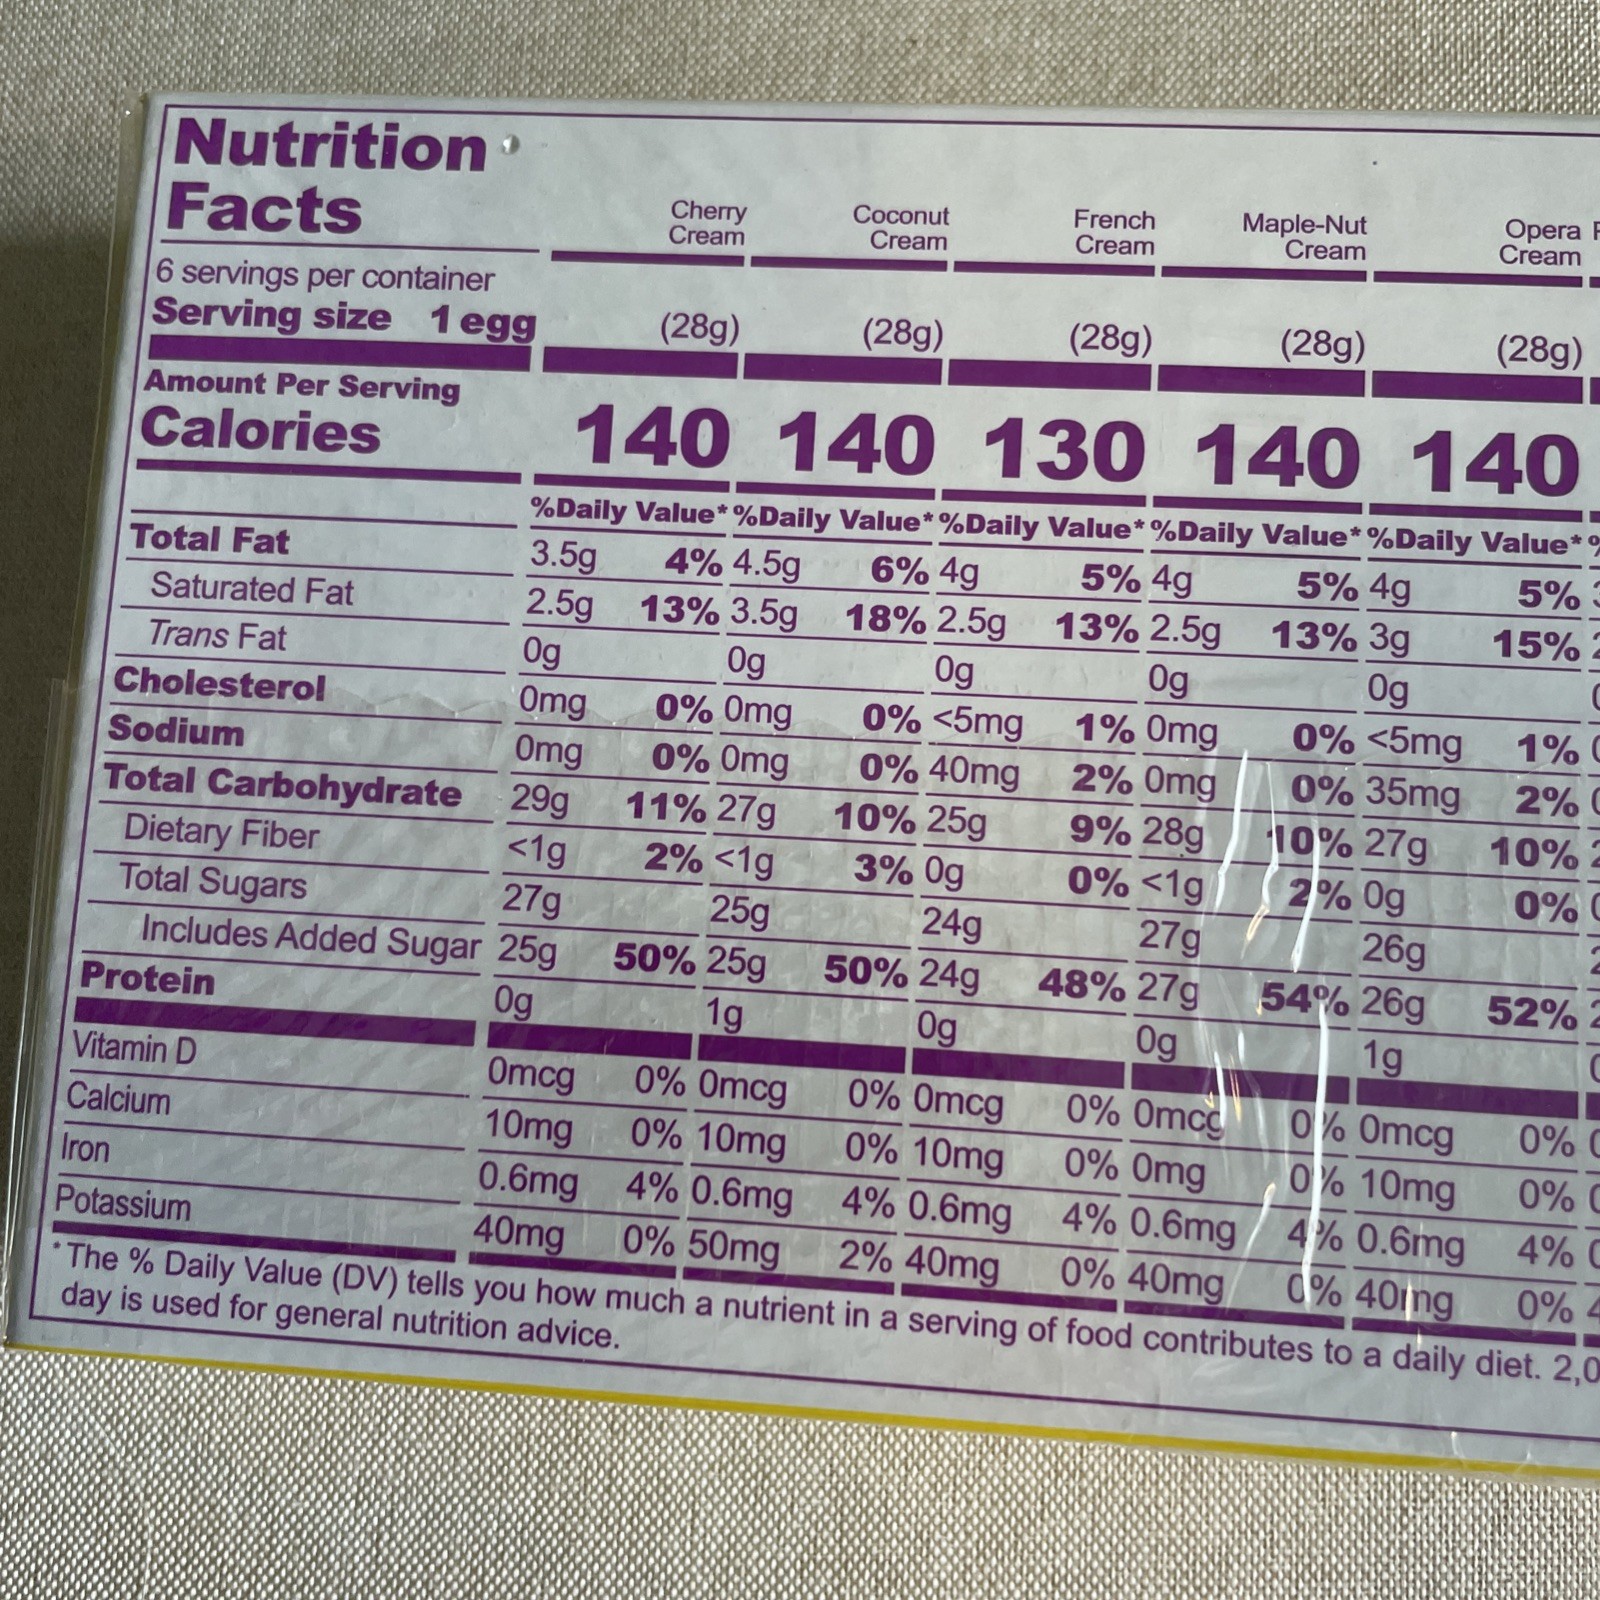 Nutrition
Facts
Cherry Cream Coconut Cream French Cream Maple-Nut Cream Opera Cream
6 servings per container
Serving size 1 egg (28g) (28g) (28g) (28g) (28g)
Amount Per Serving
Calories 140 140 130 140 140
%Daily Value* %Daily Value* %Daily Value* %Daily Value* %Daily Value*
Total Fat 3.5g 4% 4.5g 6% 4g 5% 4g 5% 4g 5%
Saturated Fat 2.5g 13% 3.5g 18% 2.5g 13% 2.5g 13% 3g 15%
Trans Fat 0g 0g 0g 0g 0g
Cholesterol 0mg 0% 0mg 0% <5mg 1% 0mg 0% <5mg 1%
Sodium 0mg 0% 0mg 0% 40mg 2% 0mg 0% 35mg 2%
Total Carbohydrate 29g 11% 27g 10% 25g 9% 28g 10% 27g 10%
Dietary Fiber <1g 2% <1g 3% 0g 0% <1g 2% 0g 0%
Total Sugars 27g 25g 24g 27g 26g
Includes Added Sugar 25g 50% 25g 50% 24g 48% 27g 54% 26g 52%
Protein 0g 1g 0g 0g 1g
Vitamin D 0mcg 0% 0mcg 0% 0mcg 0% 0mcg 0% 0mcg 0%
Calcium 10mg 0% 10mg 0% 10mg 0% 0mg 0% 10mg 0%
Iron 0.6mg 4% 0.6mg 4% 0.6mg 4% 0.6mg 4% 0.6mg 4%
Potassium 40mg 0% 50mg 2% 40mg 0% 40mg 0% 40mg 0%
*The % Daily Value (DV) tells you how much a nutrient in a serving of food contributes to a daily diet. 2,0
day is used for general nutrition advice.